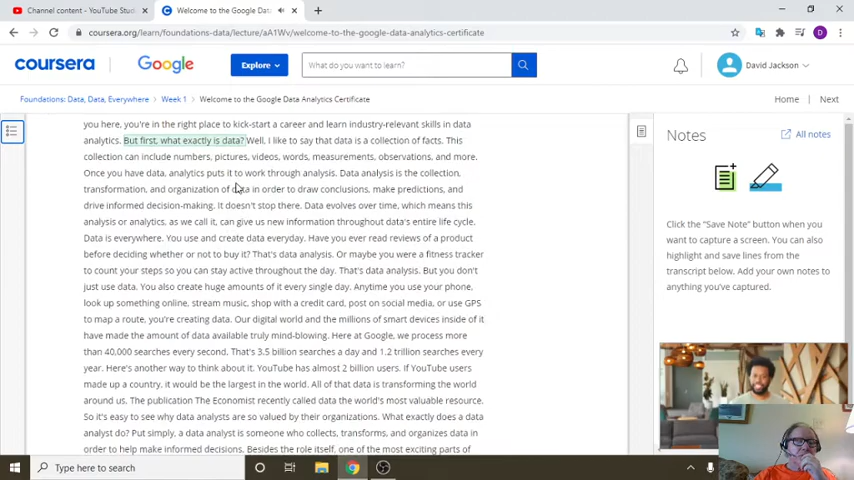 Channel content - YouTube Stud
Welcome to the Google Data
coursera.org/learn/foundations-data/lecture/aA1Wv/welcome-to-the-google-data-analytics-certificate
D
coursera
Google
Explore
What do you want to learn?
David Jackson
Foundations: Data, Data, Everywhere > Week 1 > Welcome to the Google Data Analytics Certificate
Home
Next
you here, you're in the right place to kick-start a career and learn industry-relevant skills in data
analytics. But first, what exactly is data? Well, I like to say that data is a collection of facts. This
collection can include numbers, pictures, videos, words, measurements, observations, and more.
Once you have data, analytics puts it to work through analysis. Data analysis is the collection,
transformation, and organization of data in order to draw conclusions, make predictions, and
drive informed decision-making. It doesn't stop there. Data evolves over time, which means this
analysis or analytics, as we call it, can give us new information throughout data's entire life cycle.
Data is everywhere. You use and create data everyday. Have you ever read reviews of a product
before deciding whether or not to buy it? That's data analysis. Or maybe you wear a fitness tracker
to count your steps so you can stay active throughout the day. That's data analysis. But you don't
just use data. You also create huge amounts of it every single day. Anytime you use your phone,
look up something online, stream music, shop with a credit card, post on social media, or use GPS
to map a route, you're creating data. Our digital world and the millions of smart devices inside of it
have made the amount of data available truly mind-blowing. Here at Google, we process more
than 40,000 searches every second. That's 3.5 billion searches a day and 1.2 trillion searches every
year. Here's another way to think about it. YouTube has almost 2 billion users. If YouTube users
made up a country, it would be the largest in the world. All of that data is transforming the world
around us. The publication The Economist recently called data the world's most valuable resource.
So it's easy to see why data analysts are so valued by their organizations. What exactly does a data
analyst do? Put simply, a data analyst is someone who collects, transforms, and organizes data in
order to help make informed decisions. Besides the role itself, one of the most exciting parts of
Notes
All notes
Click the "Save Note" button when you
want to capture a screen. You can also
highlight and save lines from the
transcript below. Add your own notes to
anything you've captured.
Type here to search